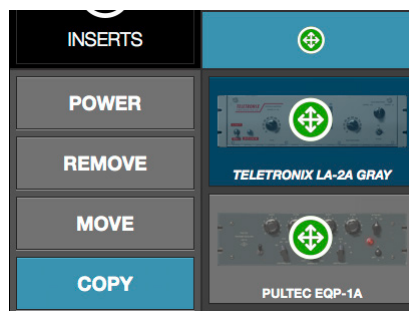 INSERTS
POWER
REMOVE
MOVE
COPY
TELETRONIX LA-2A GRAY
PULTEC EQP-1A